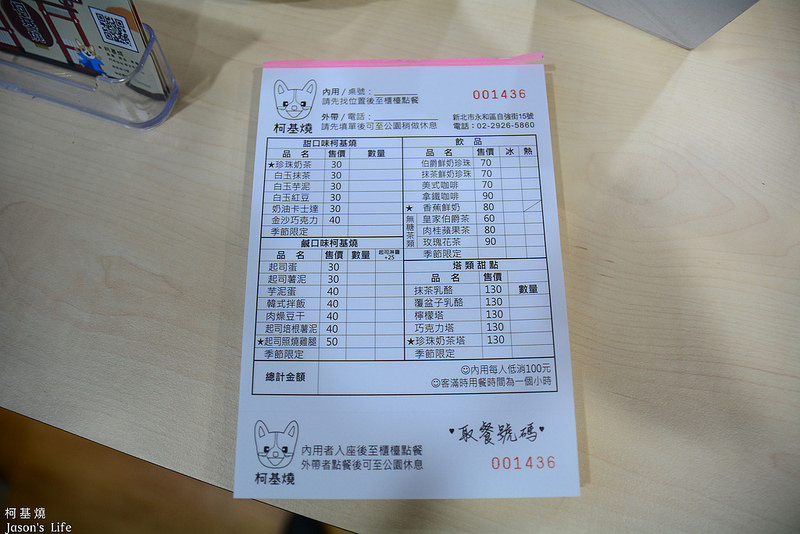 柯基燒
內用 / 桌號：
請先找位置後至櫃檯點餐
外帶 / 電話：
請先填單後可至公園稍做休息
001436
新北市永和區自強街15號
電話：02-2926-5860
甜口味柯基燒
品 名 售價 數量
★珍珠奶茶 30
白玉抹茶 30
白玉芋泥 30
白玉紅豆 30
奶油卡士達 30
金沙巧克力 40
季節限定
鹹口味柯基燒
品 名 售價 數量 起司無霜 +25
起司蛋 30
起司薯泥 30
芋泥蛋 40
韓式拌飯 40
肉燥豆干 40
起司培根薯泥 40
★起司照燒雞腿 50
季節限定
飲 品
品 名 售價 冰 熱
伯爵鮮奶珍珠 70
抹茶鮮奶珍珠 70
美式咖啡 70
拿鐵咖啡 90
★ 香蕉鮮奶 80
無糖茶類
皇家伯爵茶 60
肉桂蘋果茶 80
玫瑰花茶 90
季節限定
塔類甜點
品 名 售價
數量
抹茶乳酪 130
覆盆子乳酪 130
檸檬塔 130
巧克力塔 130
★珍珠奶茶塔 130
季節限定
總計金額
☺內用每人低消100元
☺客滿時用餐時間為一個小時
柯基燒
內用者入座後至櫃檯點餐
外帶者點餐後可至公園休息
♥取餐號碼♥
001436
柯基燒
Jason's Life